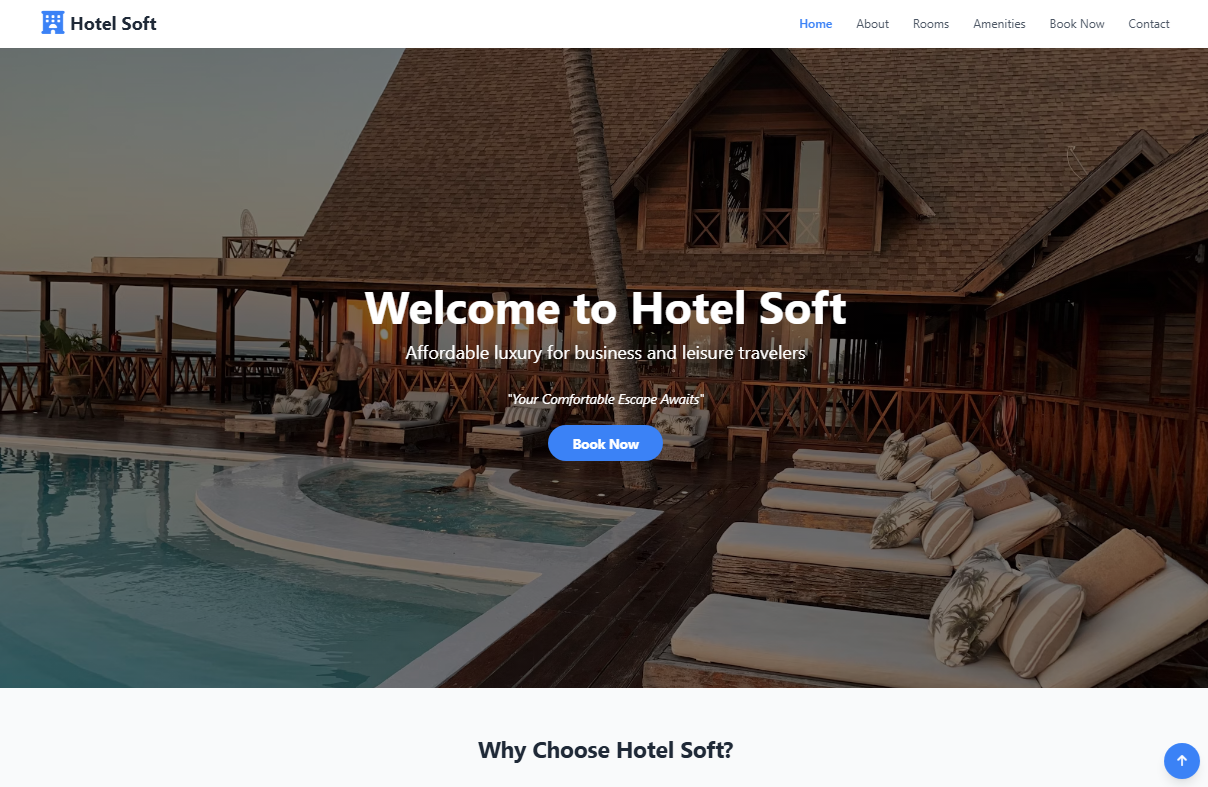 Hotel Soft
Home About Rooms Amenities Book Now Contact
Welcome to Hotel Soft
Affordable luxury for business and leisure travelers
"Your Comfortable Escape Awaits"
Book Now
Why Choose Hotel Soft?